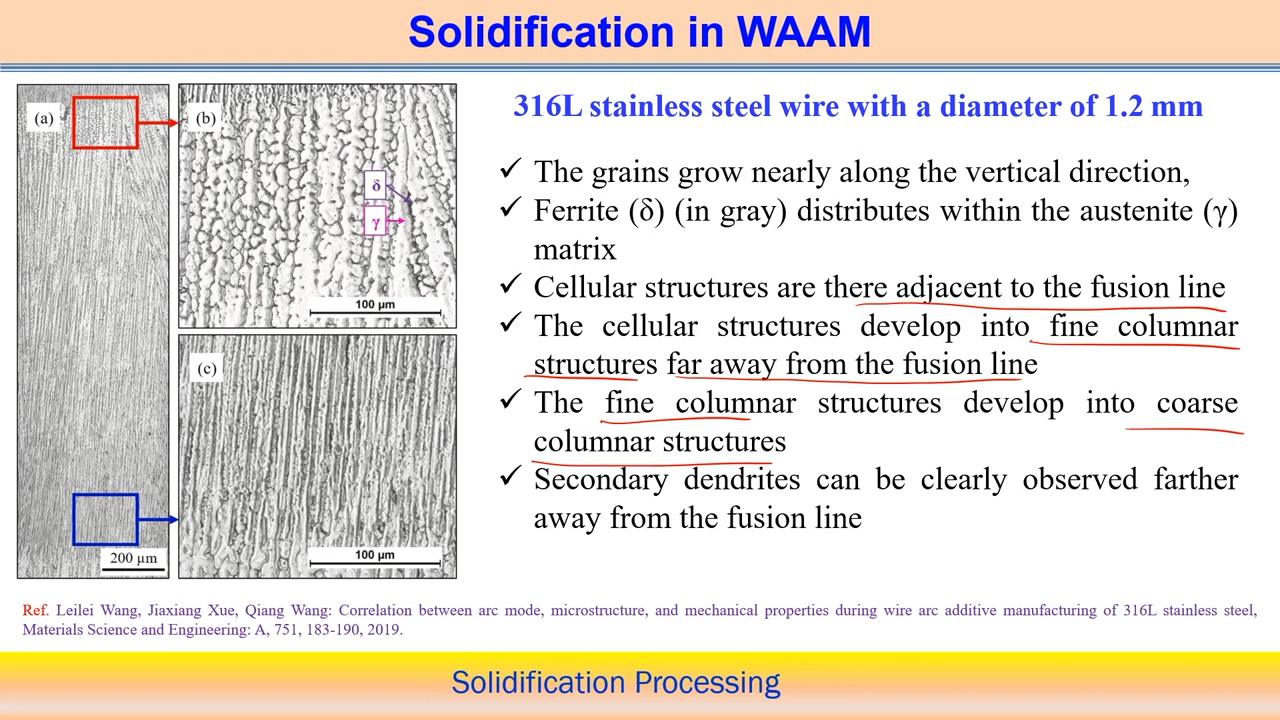 Solidification in WAAM
(a)
200 µm
(b)
δ
γ
100 µm
(c)
100 µm
316L stainless steel wire with a diameter of 1.2 mm
✓ The grains grow nearly along the vertical direction,
✓ Ferrite (δ) (in gray) distributes within the austenite (γ)
matrix
✓ Cellular structures are there adjacent to the fusion line
✓ The cellular structures develop into fine columnar
structures far away from the fusion line
✓ The fine columnar structures develop into coarse
columnar structures
✓ Secondary dendrites can be clearly observed farther
away from the fusion line
Ref. Leilei Wang, Jiaxiang Xue, Qiang Wang: Correlation between arc mode, microstructure, and mechanical properties during wire arc additive manufacturing of 316L stainless steel,
Materials Science and Engineering: A, 751, 183-190, 2019.
Solidification Processing